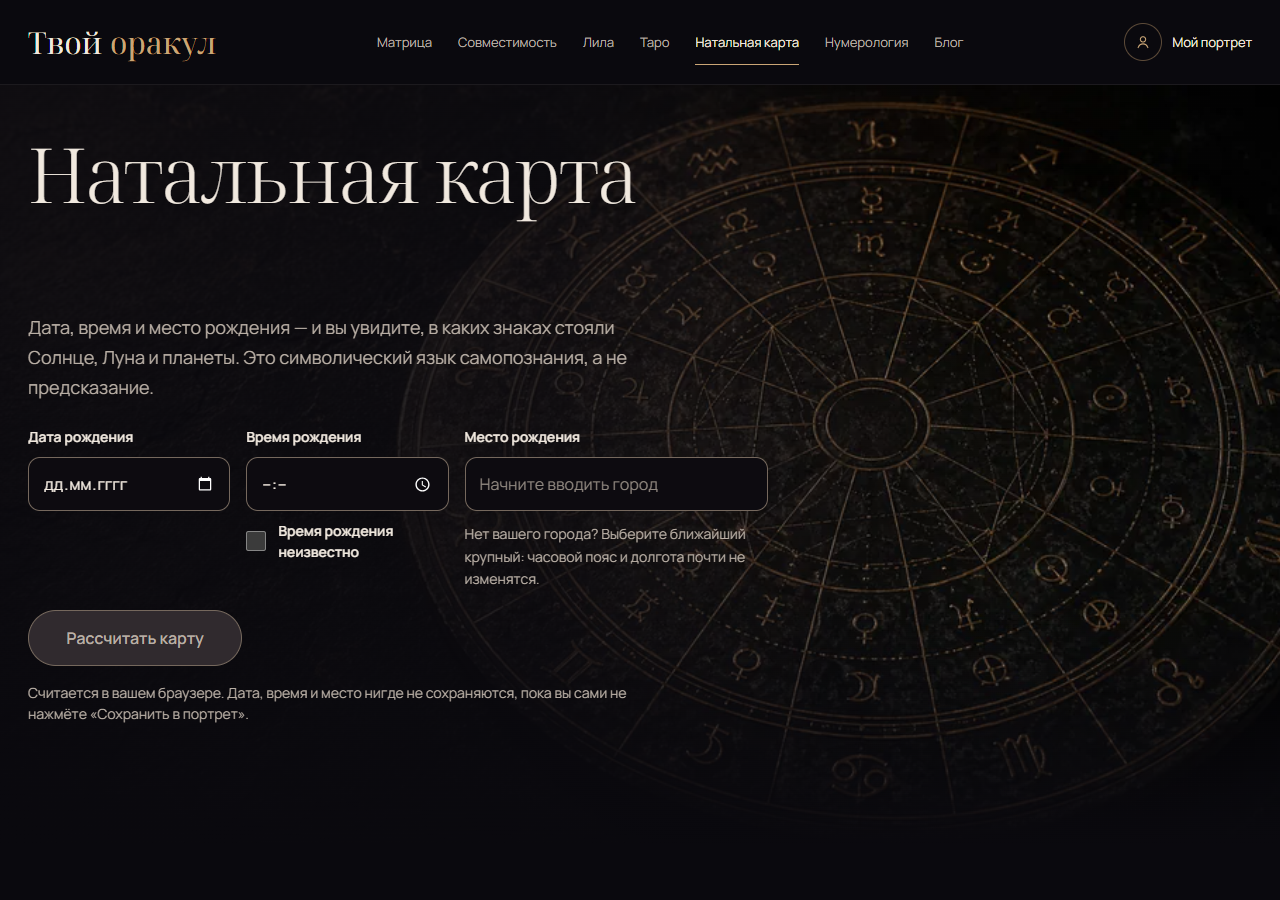 Твой оракул
Матрица
Совместимость
Лила
Таро
Натальная карта
Нумерология
Блог
Мой портрет
Натальная карта
Дата, время и место рождения — и вы увидите, в каких знаках стояли
Солнце, Луна и планеты. Это символический язык самопознания, а не
предсказание.
Дата рождения
Время рождения
Место рождения
ДД.ММ.ГГГГ
–:–
Начните вводить город
Время рождения
неизвестно
Нет вашего города? Выберите ближайший
крупный: часовой пояс и долгота почти не
изменятся.
Рассчитать карту
Считается в вашем браузере. Дата, время и место нигде не сохраняются, пока вы сами не
нажмёте «Сохранить в портрет».